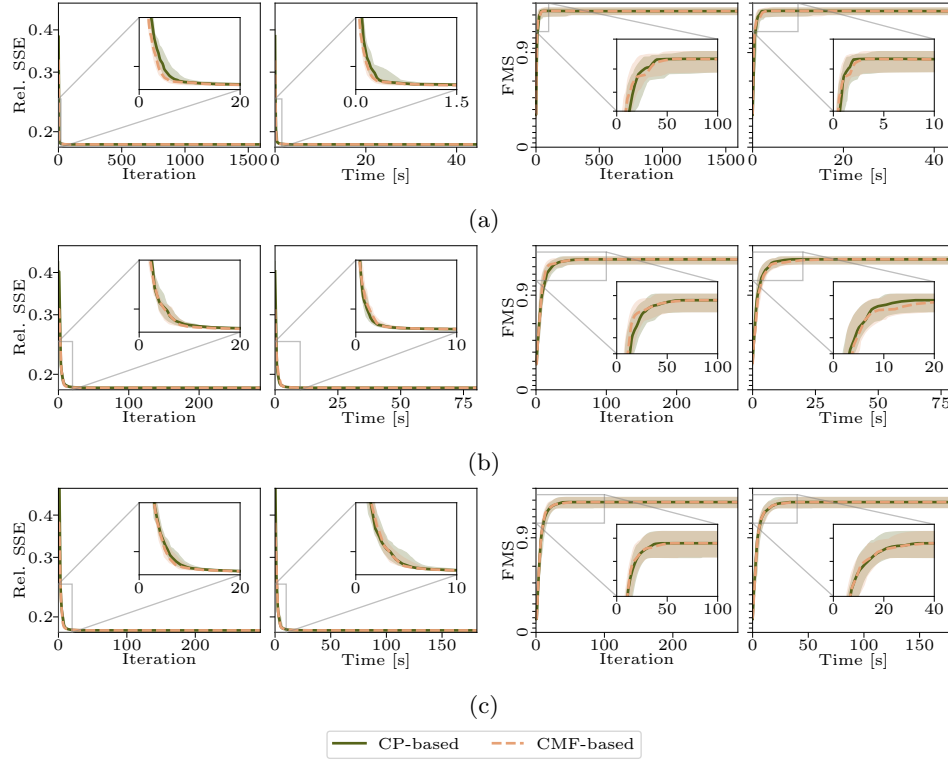 Rel. SSE
0.4
0.3
0.2
0 20
0.0 1.5
0 500 1000 1500
Iteration
0 20 40
Time [s]
FMS
0.9
0
0 50 100
0 5 10
0 500 1000 1500
Iteration
0 20 40
Time [s]
(a)
Rel. SSE
0.4
0.3
0.2
0 20
0 10
0 200
Iteration
0 25 50 75
Time [s]
FMS
0.9
0
0 50 100
0 10 20
0 100 200
Iteration
0 25 50 75
Time [s]
(b)
Rel. SSE
0.4
0.3
0.2
0 20
0 10
0 100 200
Iteration
0 50 100 150
Time [s]
FMS
0.9
0
0 50 100
0 20 40
0 100 200
Iteration
0 50 100 150
Time [s]
(c)
CP-based CMF-based